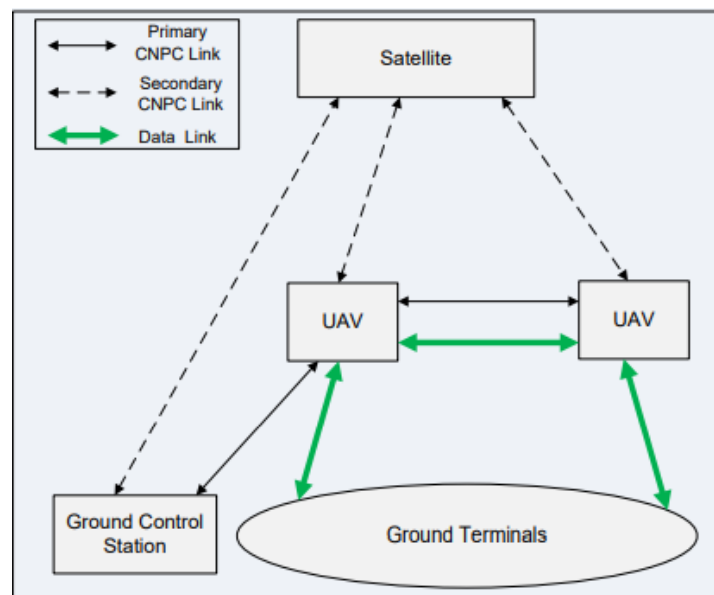 Primary
CNPC Link
Secondary
CNPC Link
Data Link
Satellite
UAV
UAV
Ground Control
Station
Ground Terminals